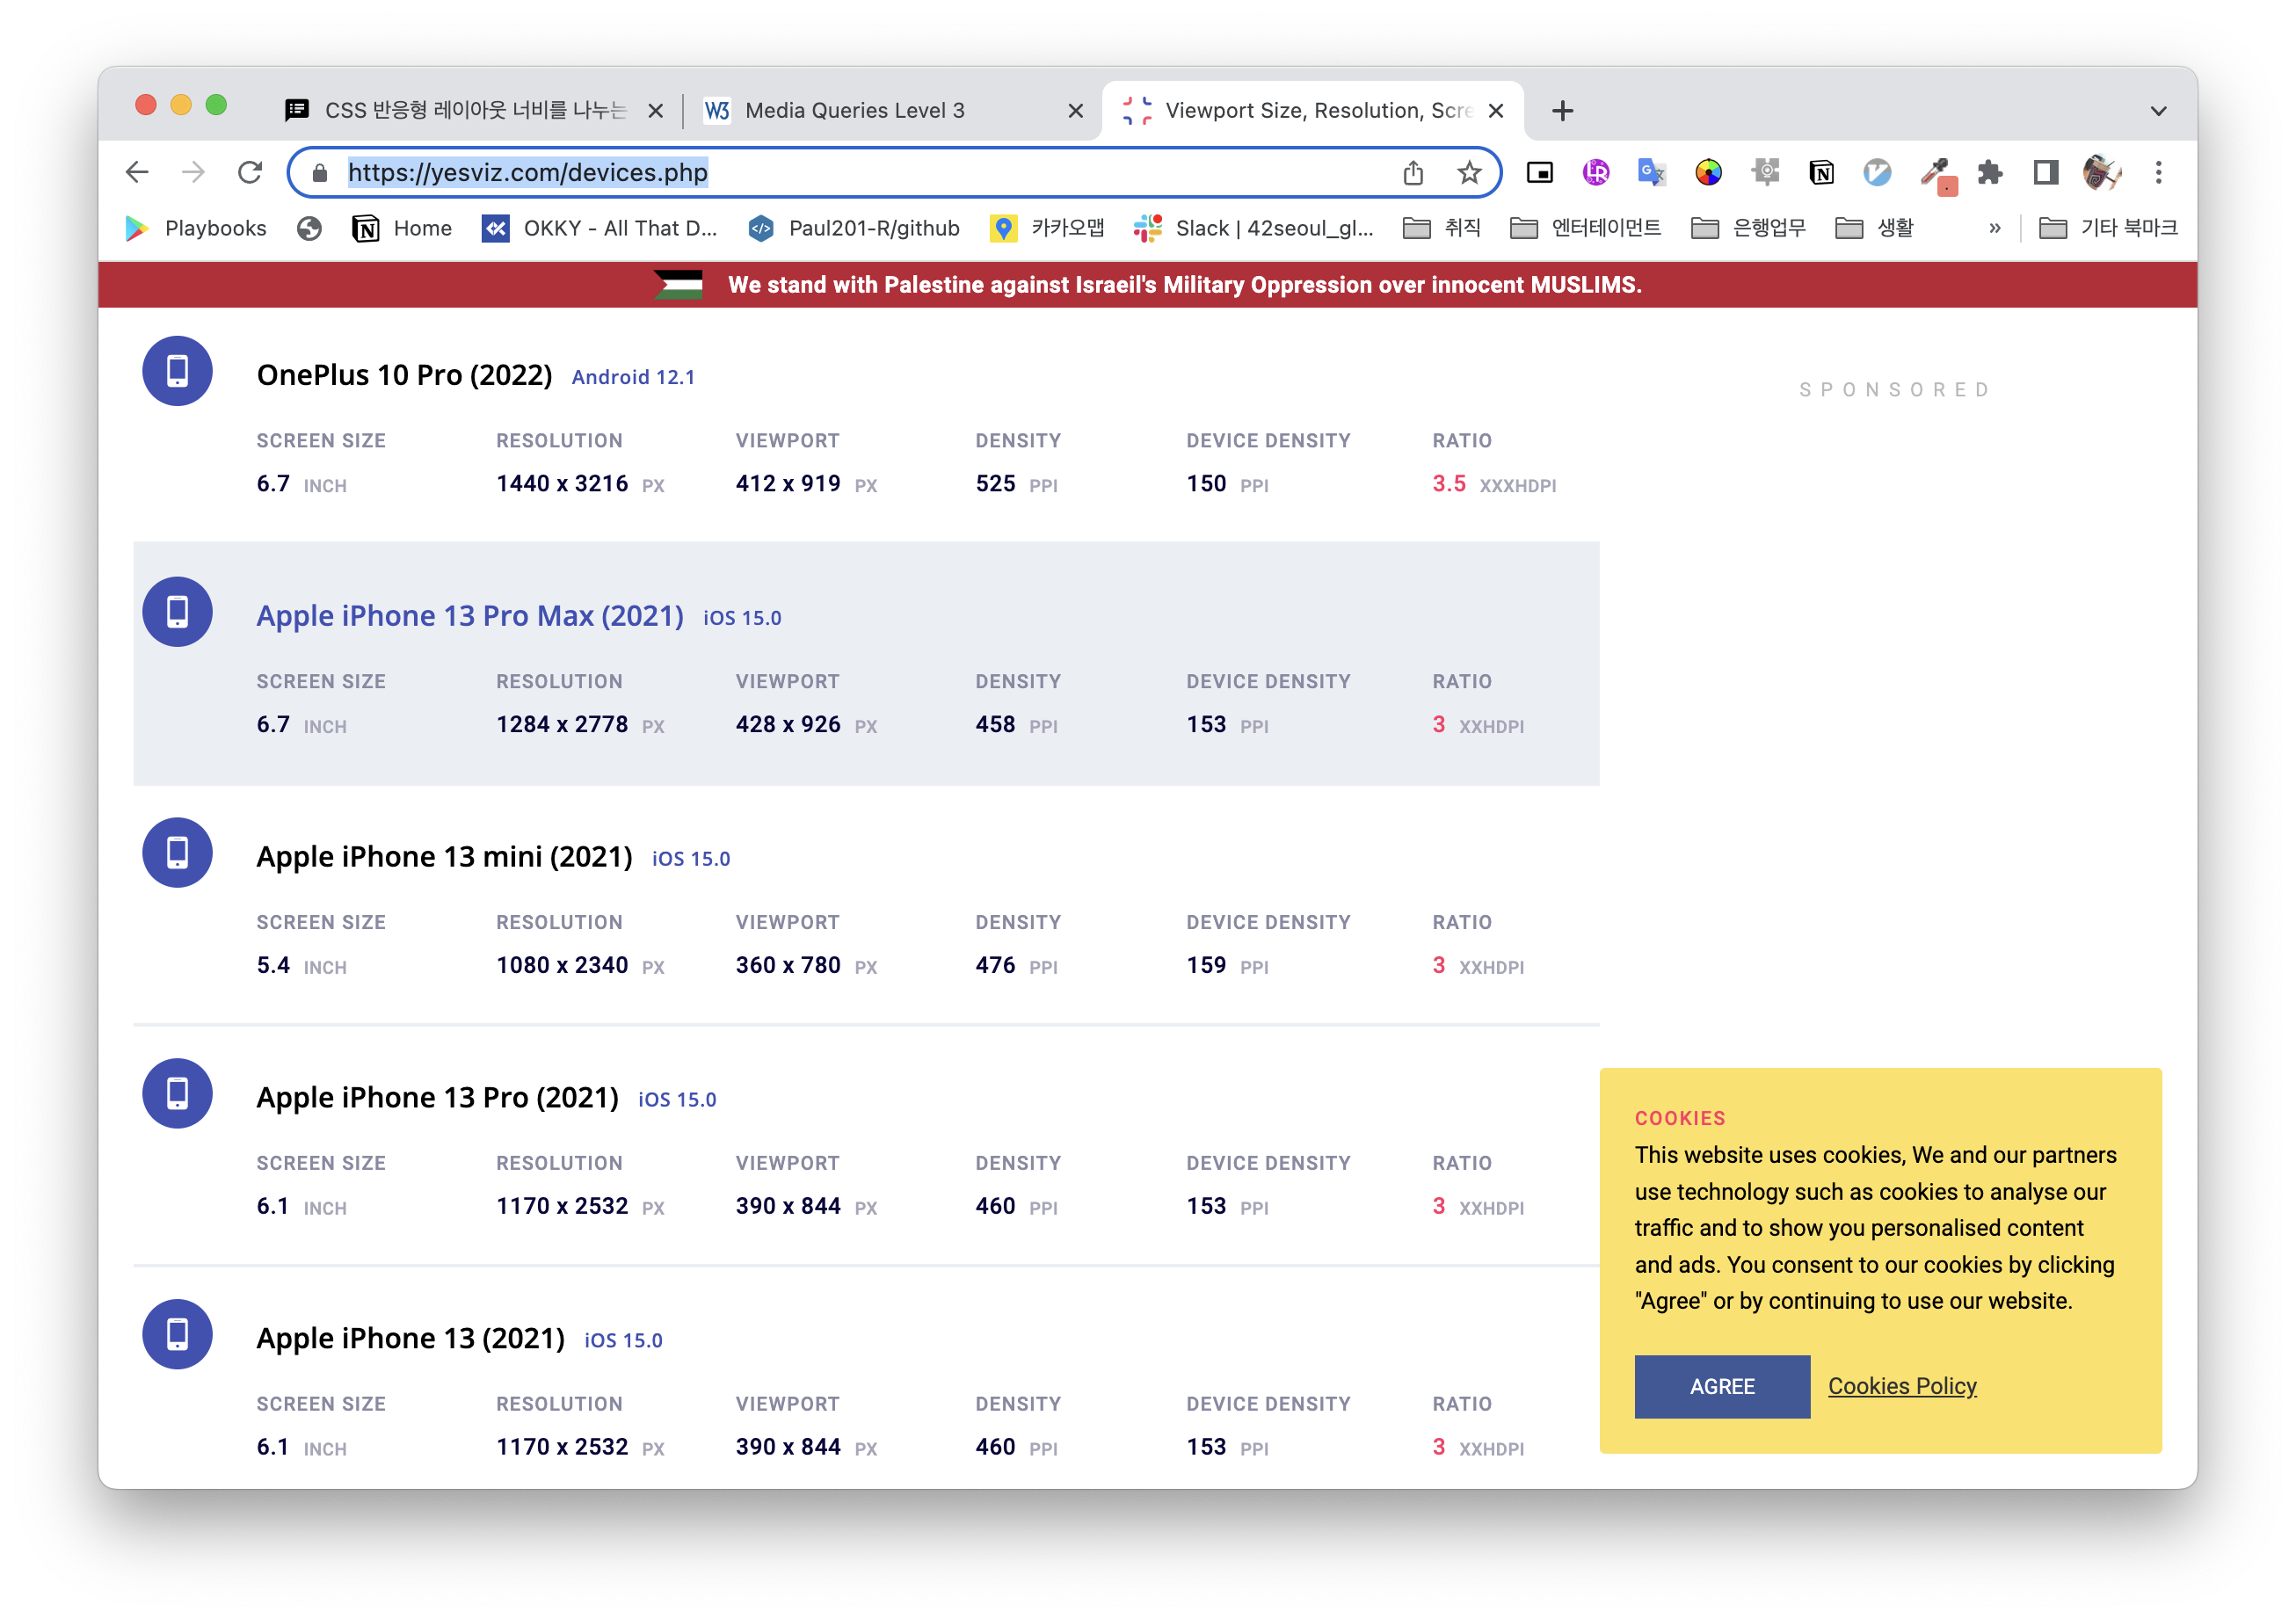 CSS 반응형 레이아웃 너비를 나누는
W3 Media Queries Level 3
Viewport Size, Resolution, Scre
https://yesviz.com/devices.php
Playbooks
Home
OKKY - All That D...
Paul201-R/github
카카오맵
Slack | 42seoul_gl...
취직
엔터테이먼트
은행업무
생활
»
기타 북마크
We stand with Palestine against Israeil's Military Oppression over innocent MUSLIMS.
OnePlus 10 Pro (2022) Android 12.1
SCREEN SIZE RESOLUTION VIEWPORT DENSITY DEVICE DENSITY RATIO
6.7 INCH 1440 x 3216 PX 412 x 919 PX 525 PPI 150 PPI 3.5 XXXHDPI
SPONSORED
Apple iPhone 13 Pro Max (2021) iOS 15.0
SCREEN SIZE RESOLUTION VIEWPORT DENSITY DEVICE DENSITY RATIO
6.7 INCH 1284 x 2778 PX 428 x 926 PX 458 PPI 153 PPI 3 XXHDPI
Apple iPhone 13 mini (2021) iOS 15.0
SCREEN SIZE RESOLUTION VIEWPORT DENSITY DEVICE DENSITY RATIO
5.4 INCH 1080 x 2340 PX 360 x 780 PX 476 PPI 159 PPI 3 XXHDPI
Apple iPhone 13 Pro (2021) iOS 15.0
SCREEN SIZE RESOLUTION VIEWPORT DENSITY DEVICE DENSITY RATIO
6.1 INCH 1170 x 2532 PX 390 x 844 PX 460 PPI 153 PPI 3 XXHDPI
Apple iPhone 13 (2021) iOS 15.0
SCREEN SIZE RESOLUTION VIEWPORT DENSITY DEVICE DENSITY RATIO
6.1 INCH 1170 x 2532 PX 390 x 844 PX 460 PPI 153 PPI 3 XXHDPI
COOKIES
This website uses cookies, We and our partners
use technology such as cookies to analyse our
traffic and to show you personalised content
and ads. You consent to our cookies by clicking
"Agree" or by continuing to use our website.
AGREE
Cookies Policy